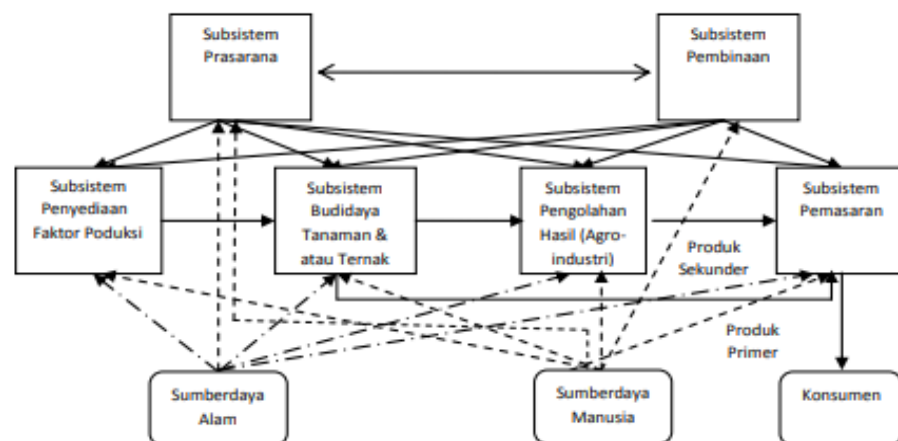 Subsistem
Prasarana
Subsistem
Pembinaan
Subsistem
Penyediaan
Faktor Poduksi
Subsistem
Budidaya
Tanaman &
atau Ternak
Subsistem
Pengolahan
Hasil (Agro-
industri)
Subsistem
Pemasaran
Produk
Sekunder
Produk
Primer
Sumberdaya
Alam
Sumberdaya
Manusia
Konsumen